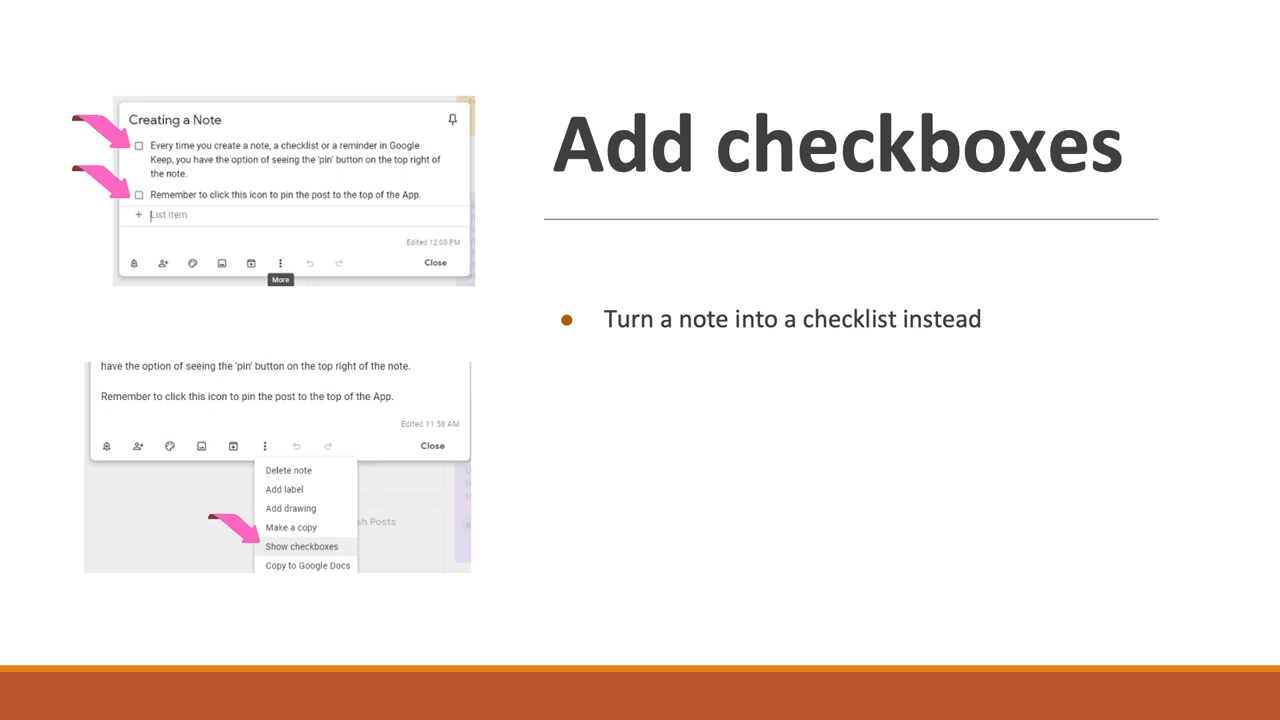 Creating a Note
Every time you create a note, a checklist or a reminder in Google
Keep, you have the option of seeing the 'pin' button on the top right of
the note.
Remember to click this icon to pin the post to the top of the App.
+ List item
Edited 12:00 PM
Close
More
have the option of seeing the 'pin' button on the top right of the note.
Remember to click this icon to pin the post to the top of the App.
Edited 11:58 AM
Close
Delete note
Add label
Add drawing
Make a copy
sh Posts
Show checkboxes
Copy to Google Docs
Add checkboxes
● Turn a note into a checklist instead